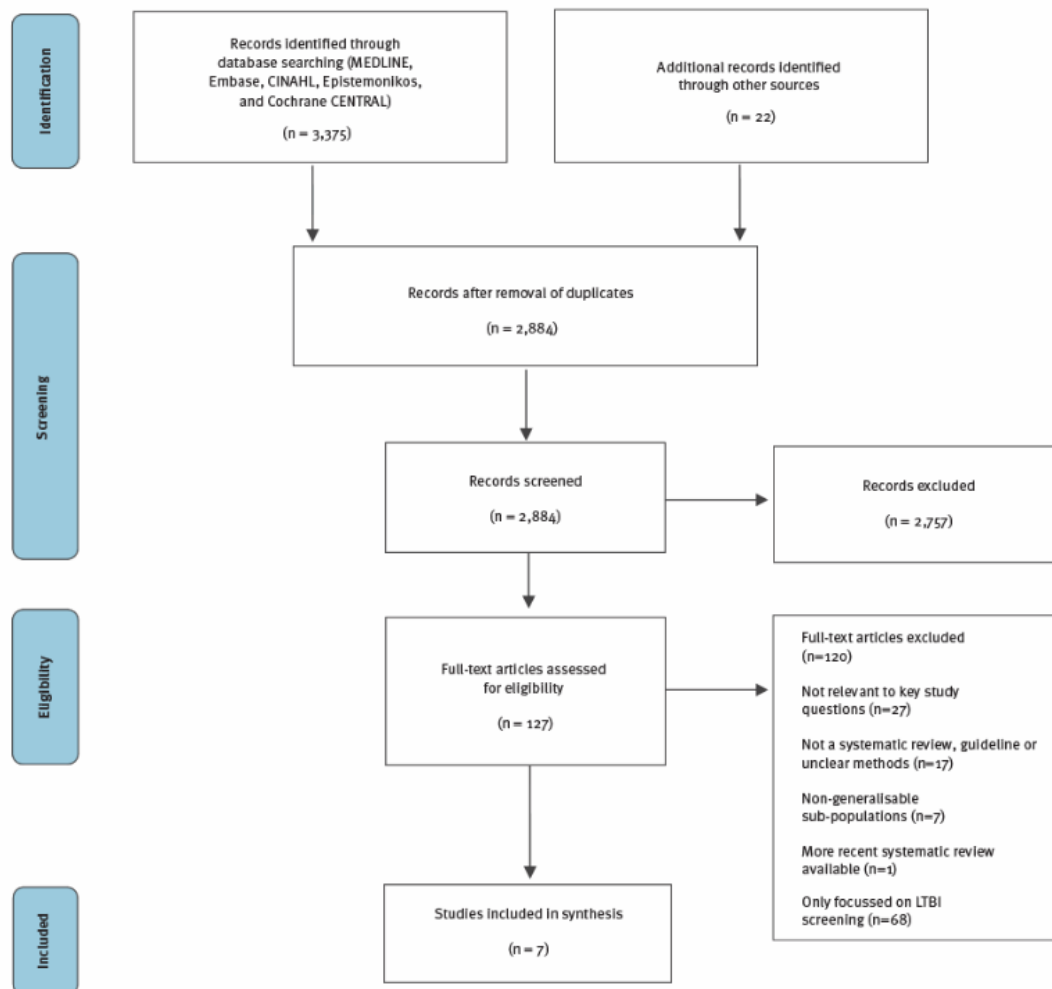 Identification
Records identified through
database searching (MEDLINE,
Embase, CINAHL, Epistemonikos,
and Cochrane CENTRAL)
(n = 3,375)
Additional records identified
through other sources
(n = 22)
Screening
Records after removal of duplicates
(n = 2,884)
Records screened
(n = 2,884)
Records excluded
(n = 2,757)
Eligibility
Full-text articles assessed
for eligibility
(n = 127)
Full-text articles excluded
(n=120)
Not relevant to key study
questions (n=27)
Not a systematic review, guideline or
unclear methods (n=17)
Non-generalisable
sub-populations (n=7)
More recent systematic review
available (n=1)
Only focussed on LTBI
screening (n=68)
Included
Studies included in synthesis
(n = 7)